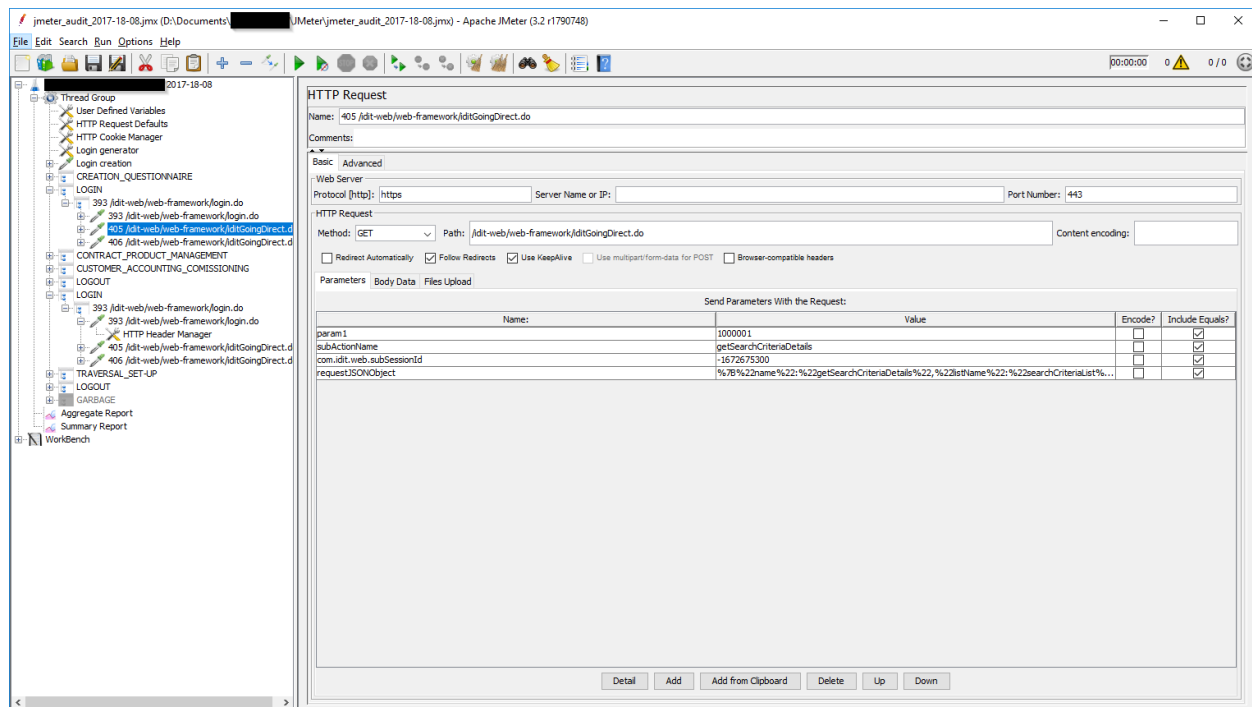 jmeter_audit_2017-18-08.jmx (D:\Documents\ \JMeter\jmeter_audit_2017-18-08.jmx) - Apache JMeter (3.2 r1790748)
File Edit Search Run Options Help
00:00:00 0 0 / 0
2017-18-08
Thread Group
User Defined Variables
HTTP Request Defaults
HTTP Cookie Manager
Login generator
Login creation
CREATION_QUESTIONNAIRE
LOGIN
393 /idit-web/web-framework/login.do
393 /idit-web/web-framework/login.do
405 /idit-web/web-framework/iditGoingDirect.d
406 /idit-web/web-framework/iditGoingDirect.d
CONTRACT_PRODUCT_MANAGEMENT
CUSTOMER_ACCOUNTING_COMISSIONING
LOGOUT
LOGIN
393 /idit-web/web-framework/login.do
393 /idit-web/web-framework/login.do
HTTP Header Manager
405 /idit-web/web-framework/iditGoingDirect.d
406 /idit-web/web-framework/iditGoingDirect.d
TRAVERSAL_SET-UP
LOGOUT
GARBAGE
Aggregate Report
Summary Report
WorkBench
HTTP Request
Name: 405 /idit-web/web-framework/iditGoingDirect.do
Comments:
Basic Advanced
Web Server
Protocol [http]: https Server Name or IP: Port Number: 443
HTTP Request
Method: GET Path: /idit-web/web-framework/iditGoingDirect.do Content encoding:
Redirect Automatically Follow Redirects Use KeepAlive Use multipart/form-data for POST Browser-compatible headers
Parameters Body Data Files Upload
Send Parameters With the Request:
Name: Value Encode? Include Equals?
param1 1000001
subActionName getSearchCriteriaDetails
com.idit.web.subSessionId -1672675300
requestJSONObject %7B%22name%22:%22getSearchCriteriaDetails%22,%22listName%22:%22searchCriteriaList%...
Detail Add Add from Clipboard Delete Up Down